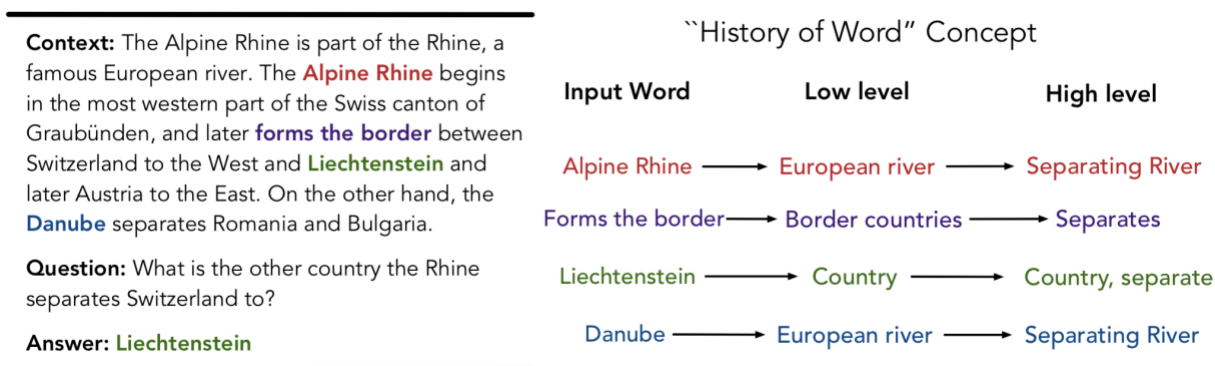 Context: The Alpine Rhine is part of the Rhine, a
famous European river. The Alpine Rhine begins
in the most western part of the Swiss canton of
Graubünden, and later forms the border between
Switzerland to the West and Liechtenstein and
later Austria to the East. On the other hand, the
Danube separates Romania and Bulgaria.
Question: What is the other country the Rhine
separates Switzerland to?
Answer: Liechtenstein
``History of Word” Concept
Input Word Low level High level
Alpine Rhine European river Separating River
Forms the border Border countries Separates
Liechtenstein Country Country, separate
Danube European river Separating River